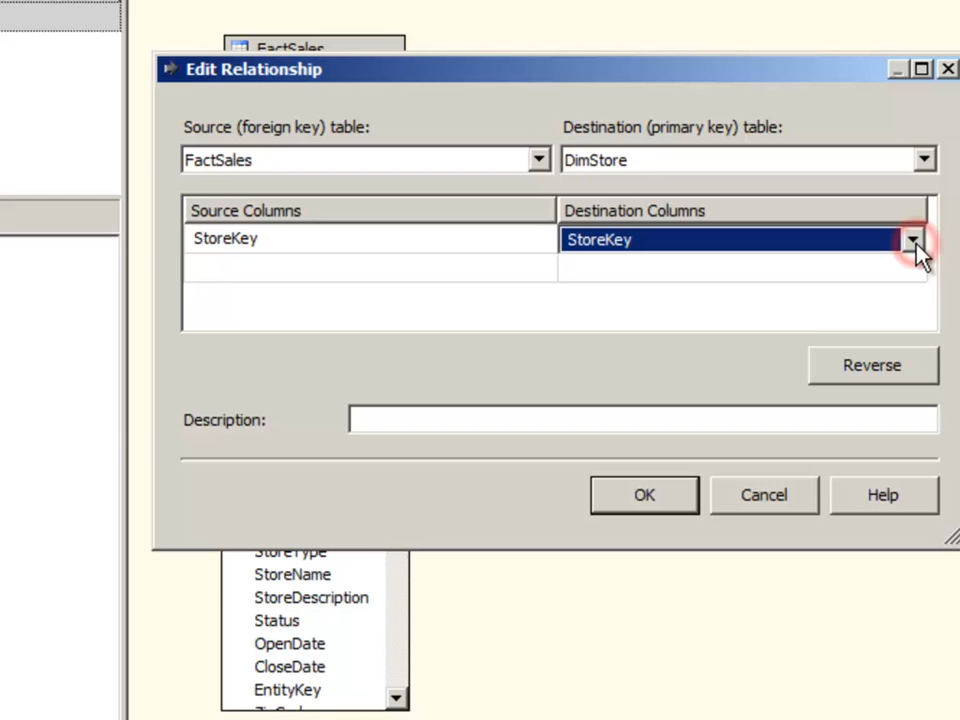 FactSales
Edit Relationship
Source (foreign key) table:
Destination (primary key) table:
FactSales
DimStore
Source Columns
Destination Columns
StoreKey
StoreKey
Reverse
Description:
OK
Cancel
Help
StoreType
StoreName
StoreDescription
Status
OpenDate
CloseDate
EntityKey